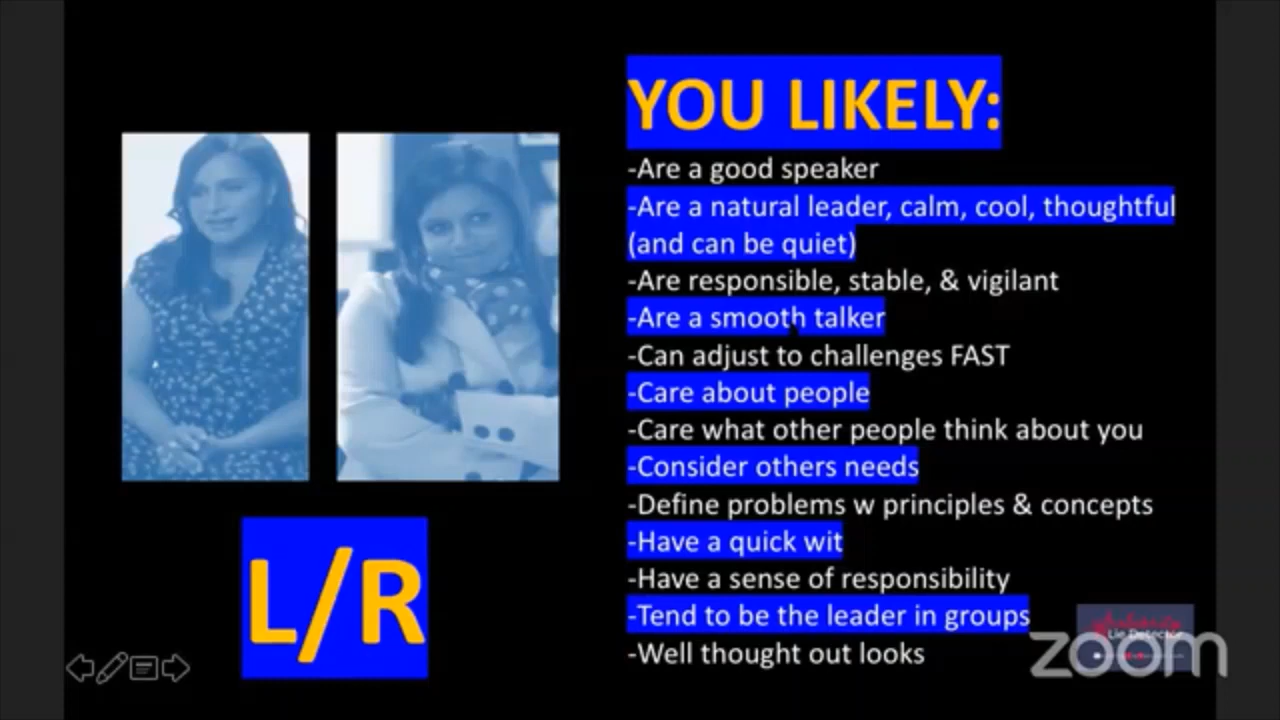 YOU LIKELY:
-Are a good speaker
-Are a natural leader, calm, cool, thoughtful
(and can be quiet)
-Are responsible, stable, & vigilant
-Are a smooth talker
-Can adjust to challenges FAST
-Care about people
-Care what other people think about you
-Consider others needs
-Define problems w principles & concepts
-Have a quick wit
-Have a sense of responsibility
-Tend to be the leader in groups
-Well thought out looks
L/R
Lie Detector
zoom